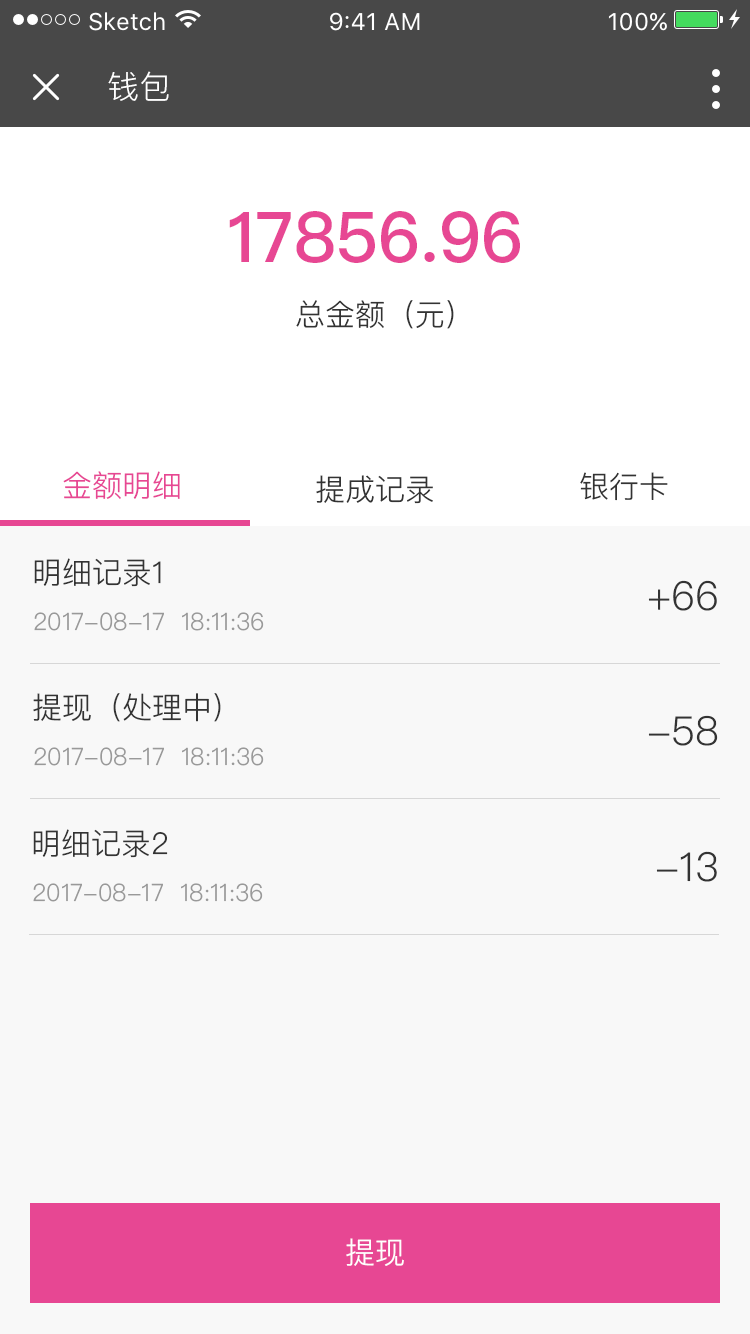 Sketch 9:41 AM 100%
钱包
17856.96
总金额（元）
金额明细 提成记录 银行卡
明细记录1
+66
2017-08-17 18:11:36
提现（处理中）
-58
2017-08-17 18:11:36
明细记录2
-13
2017-08-17 18:11:36
提现